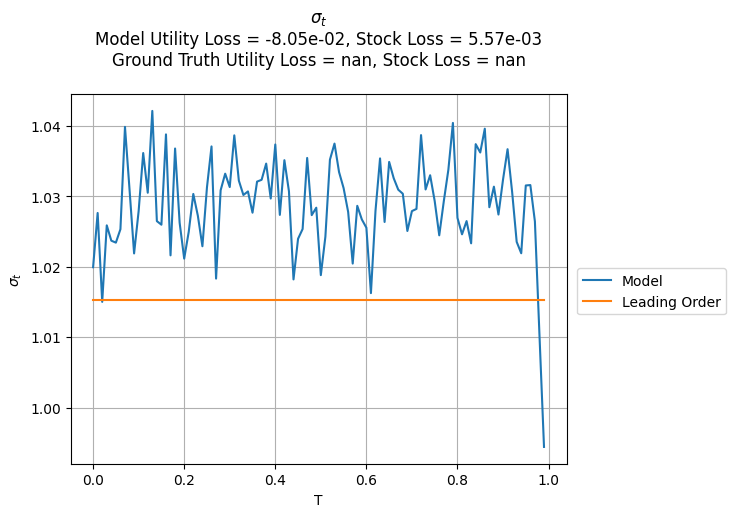 σₜ
Model Utility Loss = -8.05e-02, Stock Loss = 5.57e-03
Ground Truth Utility Loss = nan, Stock Loss = nan
1.04
1.03
1.02
1.01
1.00
σₜ
Model
Leading Order
0.0 0.2 0.4 0.6 0.8 1.0
T